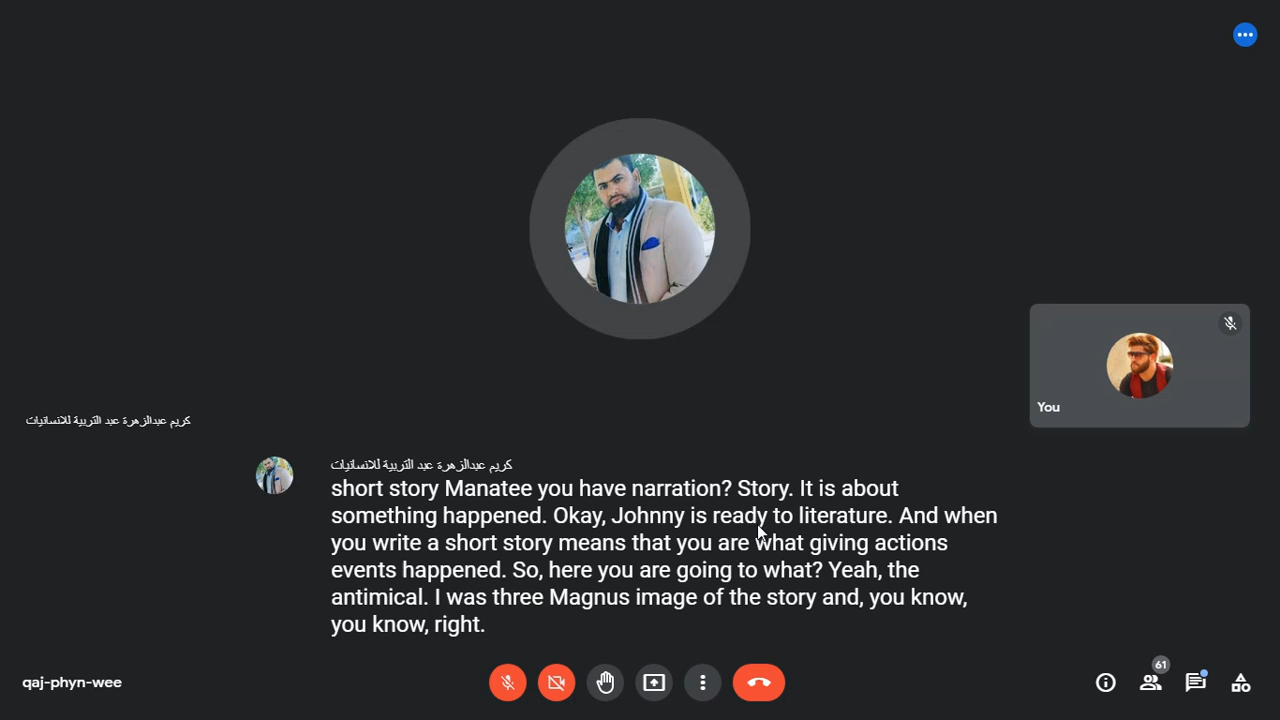 You
كريم عبدالزهرة عبد التربية للانسانيات
كريم عبدالزهرة عبد التربية للانسانيات
short story Manatee you have narration? Story. It is about
something happened. Okay, Johnny is ready to literature. And when
you write a short story means that you are what giving actions
events happened. So, here you are going to what? Yeah, the
antimical. I was three Magnus image of the story and, you know,
you know, right.
61
qaj-phyn-wee